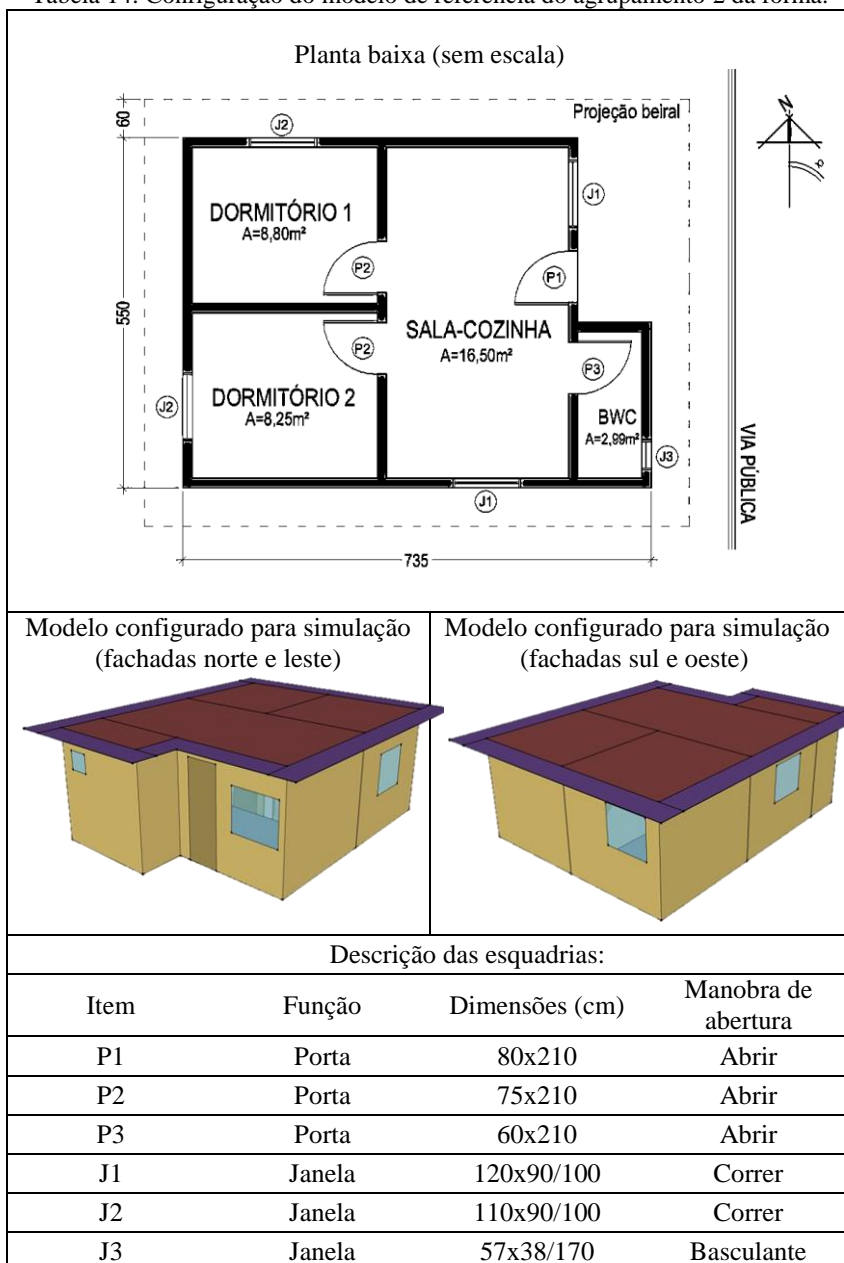 Tabela 14: Configuração do modelo de referência do agrupamento 2 da forma.
Planta baixa (sem escala)
60
Projeção beiral
N
J2
J1
DORMITÓRIO 1
A=8,80m²
P2
P1
550
SALA-COZINHA
A=16,50m²
P2
P3
DORMITÓRIO 2
A=8,25m²
J2
BWC
A=2,99m²
J3
VIA PÚBLICA
J1
735
Modelo configurado para simulação
(fachadas norte e leste)
Modelo configurado para simulação
(fachadas sul e oeste)
Descrição das esquadrias:
Item Função Dimensões (cm) Manobra de abertura
P1 Porta 80x210 Abrir
P2 Porta 75x210 Abrir
P3 Porta 60x210 Abrir
J1 Janela 120x90/100 Correr
J2 Janela 110x90/100 Correr
J3 Janela 57x38/170 Basculante